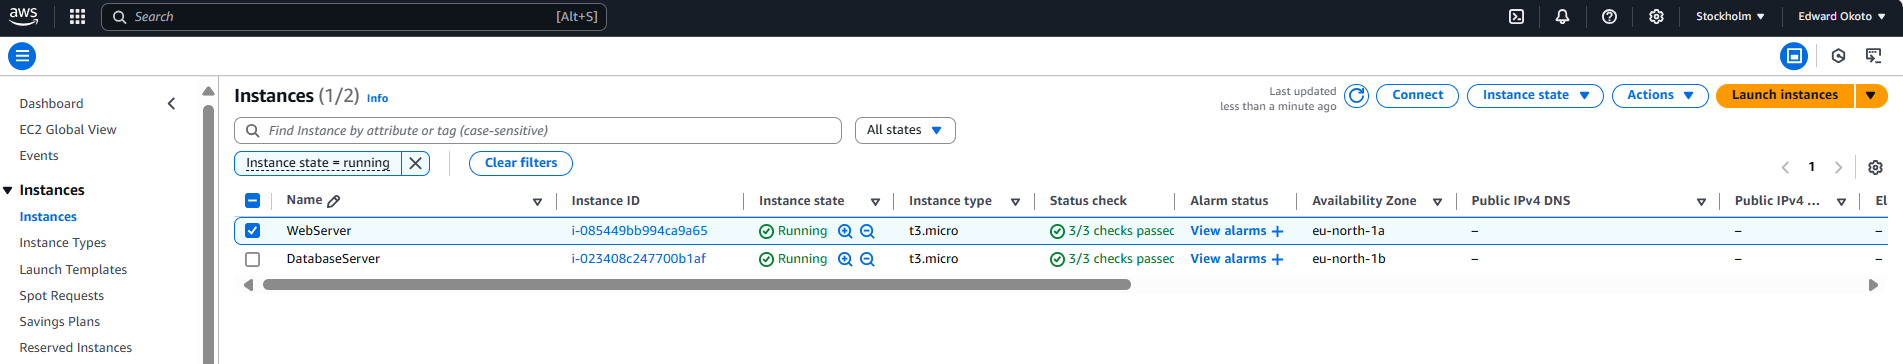 aws
Search [Alt+S]
Stockholm ▼ Edward Okoto ▼
Dashboard
EC2 Global View
Events
Instances
Instances
Instance Types
Launch Templates
Spot Requests
Savings Plans
Reserved Instances
Instances (1/2) Info
Last updated
less than a minute ago
Connect
Instance state
Actions
Launch instances
Find Instance by attribute or tag (case-sensitive)
All states
Instance state = running
Clear filters
1
Name Instance ID Instance state Instance type Status check Alarm status Availability Zone Public IPv4 DNS Public IPv4 ... El
WebServer i-085449bb994ca9a65 Running t3.micro 3/3 checks passec View alarms + eu-north-1a – – –
DatabaseServer i-023408c247700b1af Running t3.micro 3/3 checks passec View alarms + eu-north-1b – – –